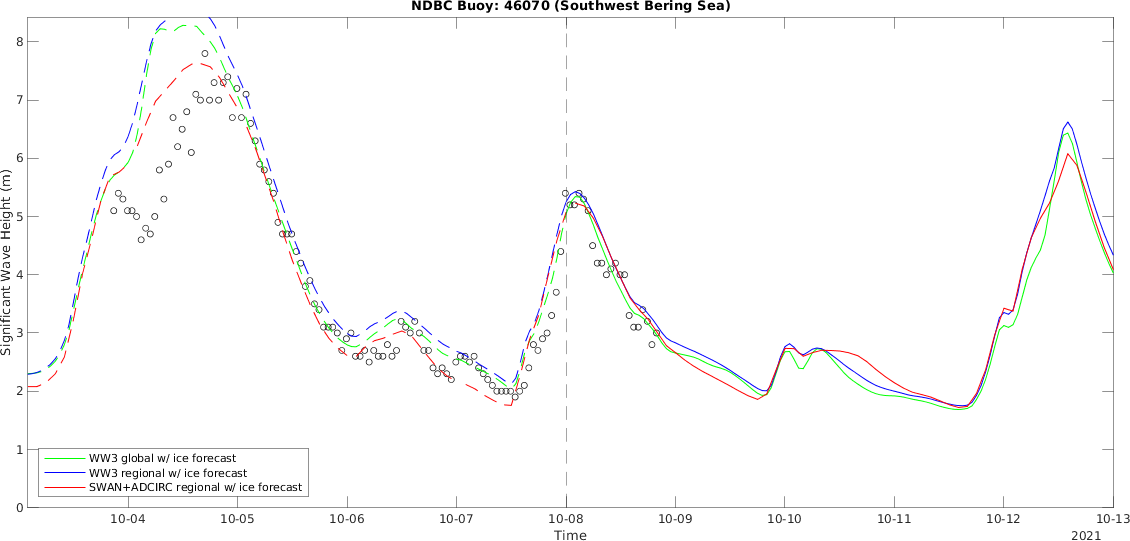 NDBC Buoy: 46070 (Southwest Bering Sea)
8
7
6
5
4
3
2
1
0
Significant Wave Height (m)
WW3 global w/ ice forecast
WW3 regional w/ ice forecast
SWAN+ADCIRC regional w/ ice forecast
10-04 10-05 10-06 10-07 10-08 10-09 10-10 10-11 10-12 10-13
Time
2021